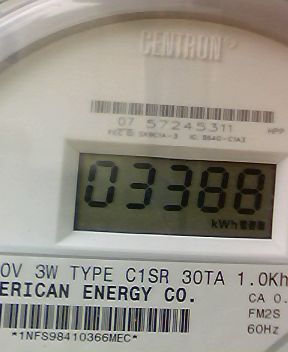 CENTRON®
07 57245311
HPP
03388
kWh
0V 3W TYPE C1SR 30TA 1.0Kh
ERICAN ENERGY CO.
CA 0.
FM2S
60Hz
*1NFS98410366MEC*